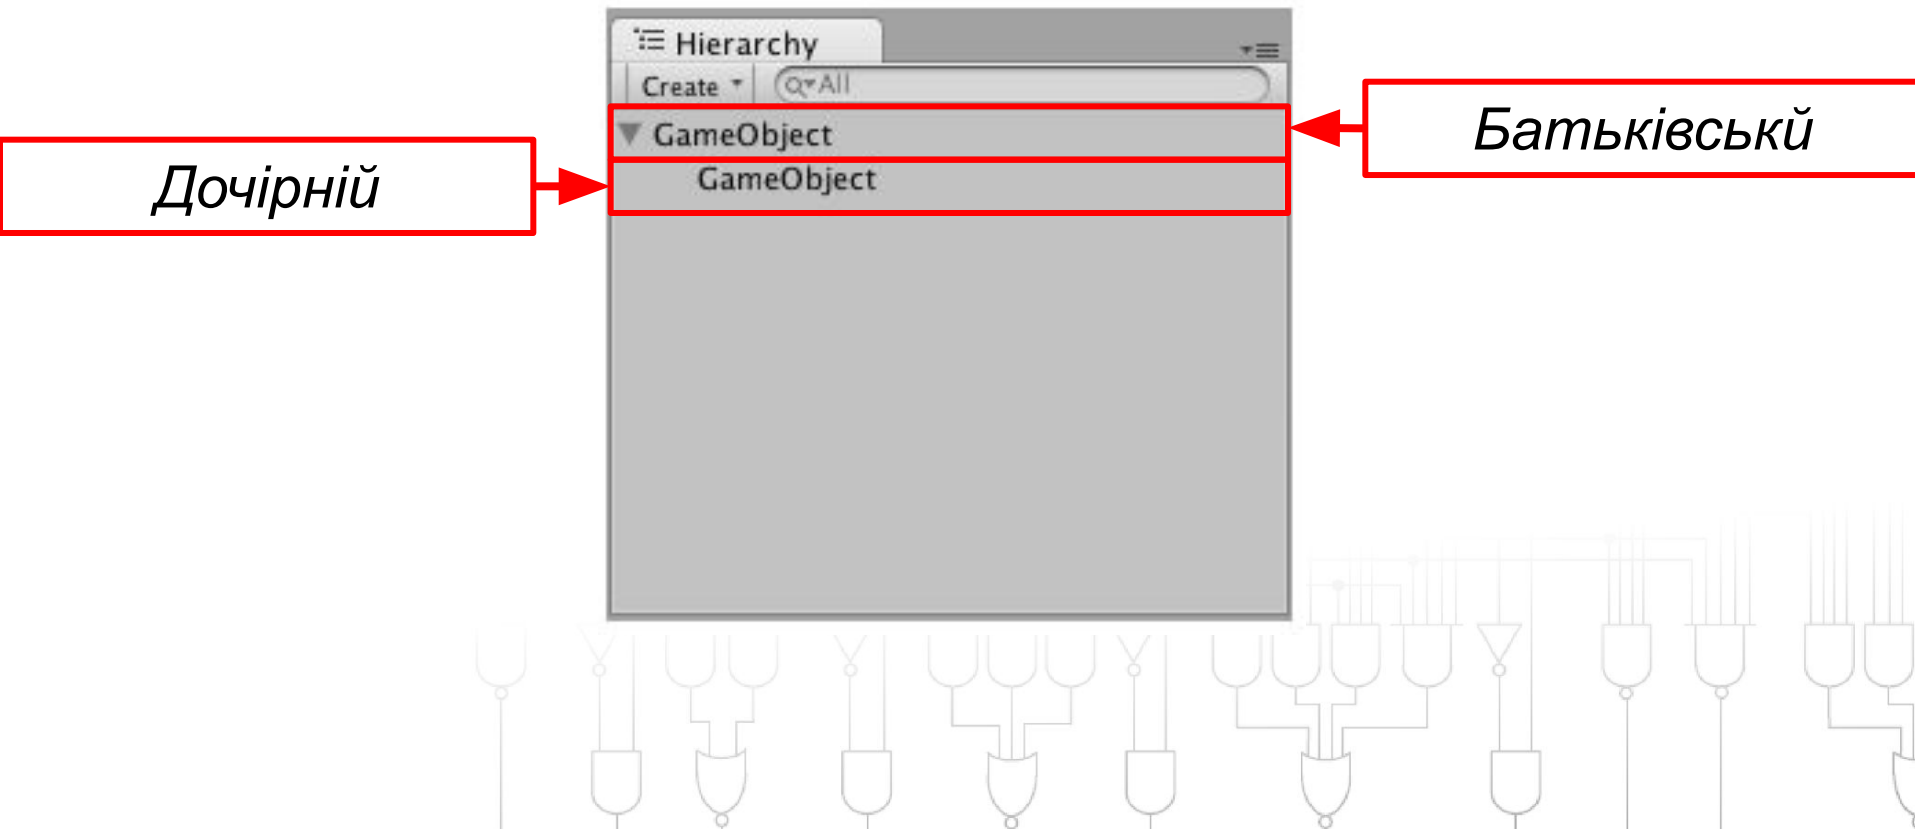 Hierarchy
Create
All
GameObject
GameObject
Дочірній
Батьківськй